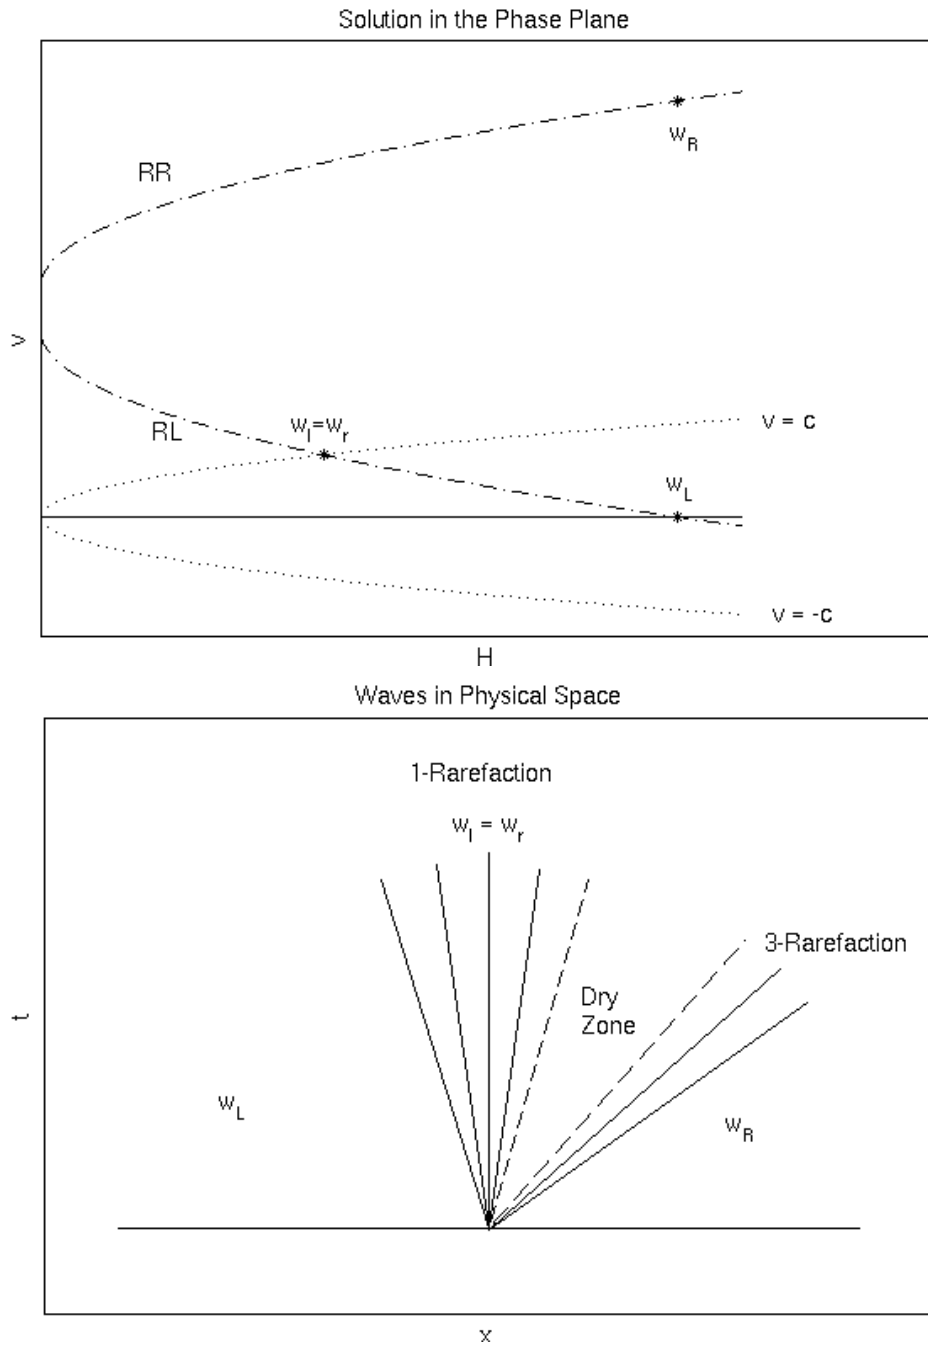 Solution in the Phase Plane
w_R
RR
v
RL
w_l=w_r
v = c
w_L
v = -c
H
Waves in Physical Space
1-Rarefaction
w_l = w_r
3-Rarefaction
Dry
Zone
t
w_L
w_R
x